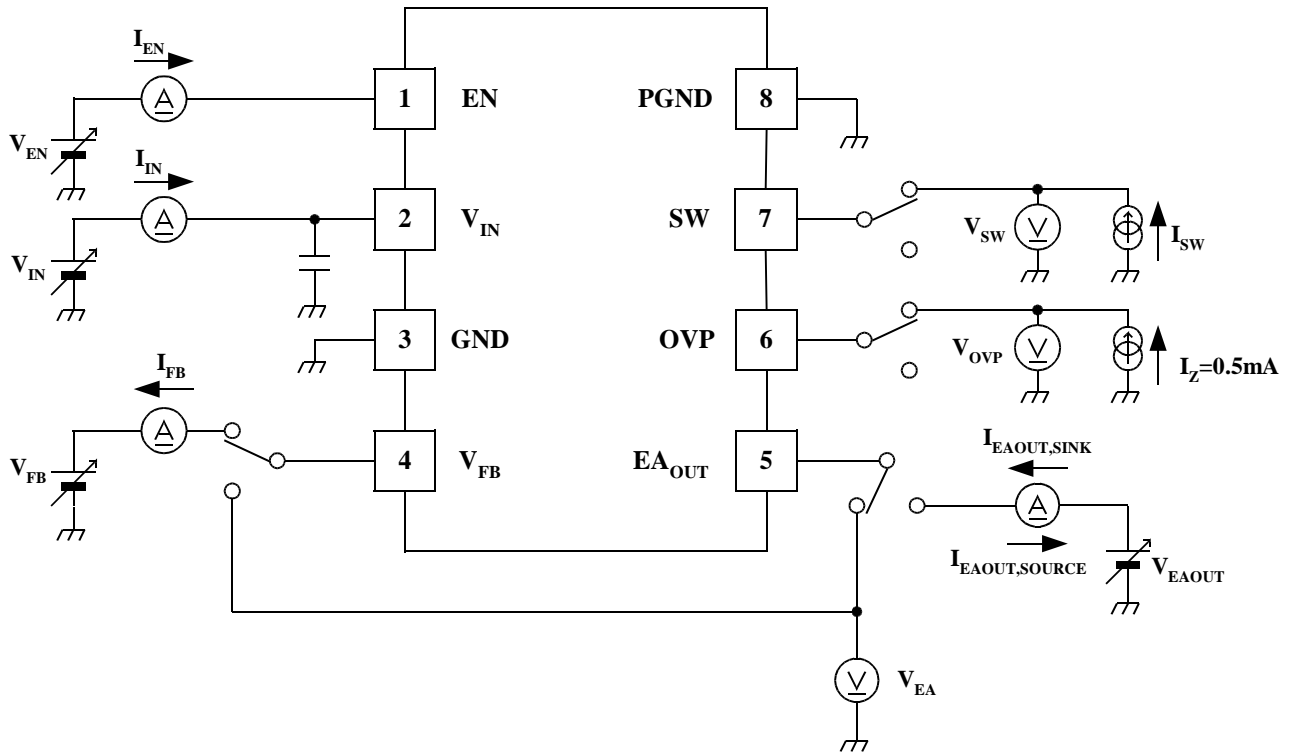 I_EN
1 EN
PGND 8
V_EN
A
I_IN
A
2 V_IN
SW 7
V_SW
V
I_SW
V_IN
3 GND
OVP 6
V_OVP
V
I_Z=0.5mA
I_FB
A
4 V_FB
EA_OUT 5
V_FB
I_EAOUT,SINK
A
I_EAOUT,SOURCE
V_EAOUT
V
V_EA